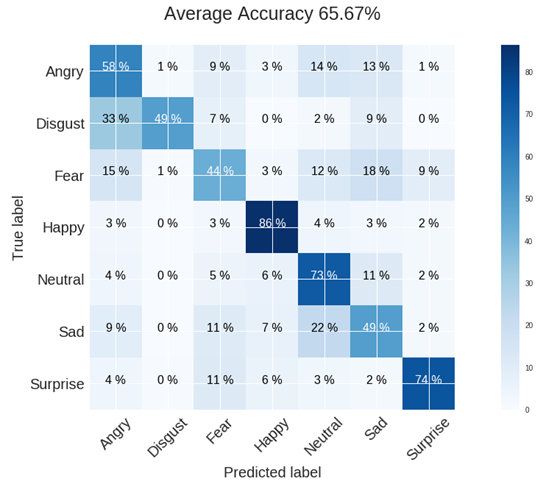 Average Accuracy 65.67%
Angry 58 % 1 % 9 % 3 % 14 % 13 % 1 %
Disgust 33 % 49 % 7 % 0 % 2 % 9 % 0 %
Fear 15 % 1 % 44 % 3 % 12 % 18 % 9 %
Happy 3 % 0 % 3 % 86 % 4 % 3 % 2 %
Neutral 4 % 0 % 5 % 6 % 73 % 11 % 2 %
Sad 9 % 0 % 11 % 7 % 22 % 49 % 2 %
Surprise 4 % 0 % 11 % 6 % 3 % 2 % 74 %
True label
Angry Disgust Fear Happy Neutral Sad Surprise
Predicted label
80
70
60
50
40
30
20
10
0